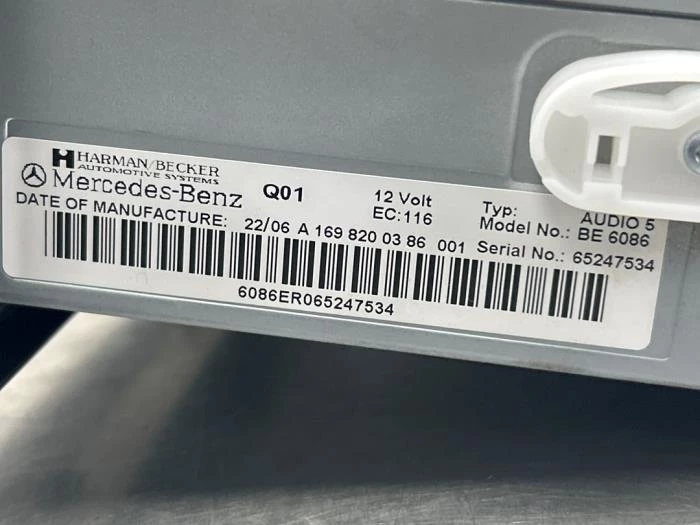 HARMAN/BECKER
AUTOMOTIVE SYSTEMS
Mercedes-Benz Q01 12 Volt Typ: AUDIO 5
EC:116 Model No.: BE 6086
DATE OF MANUFACTURE: 22/06 A 169 820 03 86 001 Serial No.: 65247534
6086ER065247534